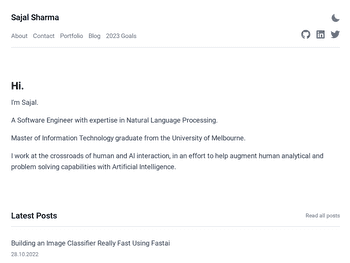 Sajal Sharma
About Contact Portfolio Blog 2023 Goals
Hi.
I'm Sajal.
A Software Engineer with expertise in Natural Language Processing.
Master of Information Technology graduate from the University of Melbourne.
I work at the crossroads of human and AI interaction, in an effort to help augment human analytical and
problem solving capabilities with Artificial Intelligence.
Latest Posts
Read all posts
Building an Image Classifier Really Fast Using Fastai
28.10.2022